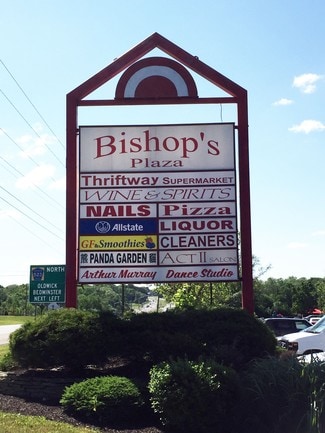 Bishop's
Plaza
Thriftway SUPERMARKET
WINE & SPIRITS
NAILS Pizza
Allstate LIQUOR
GF&Smoothies CLEANERS
PANDA GARDEN ACT II SALON
Arthur Murray Dance Studio
NORTH
OLDWICK
BEDMINSTER
NEXT LEFT